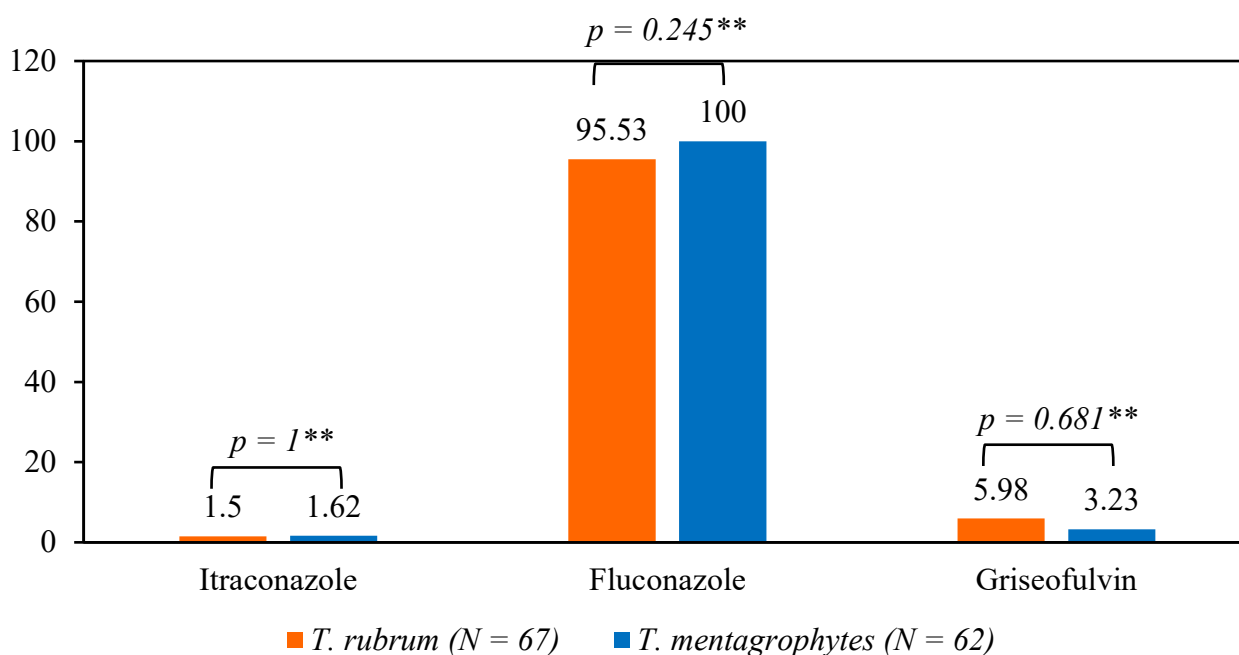 p = 0.245**
120
100
80
60
40
20
0
95.53
100
p = 1**
1.5
1.62
p = 0.681**
5.98
3.23
Itraconazole
Fluconazole
Griseofulvin
T. rubrum (N = 67)
T. mentagrophytes (N = 62)